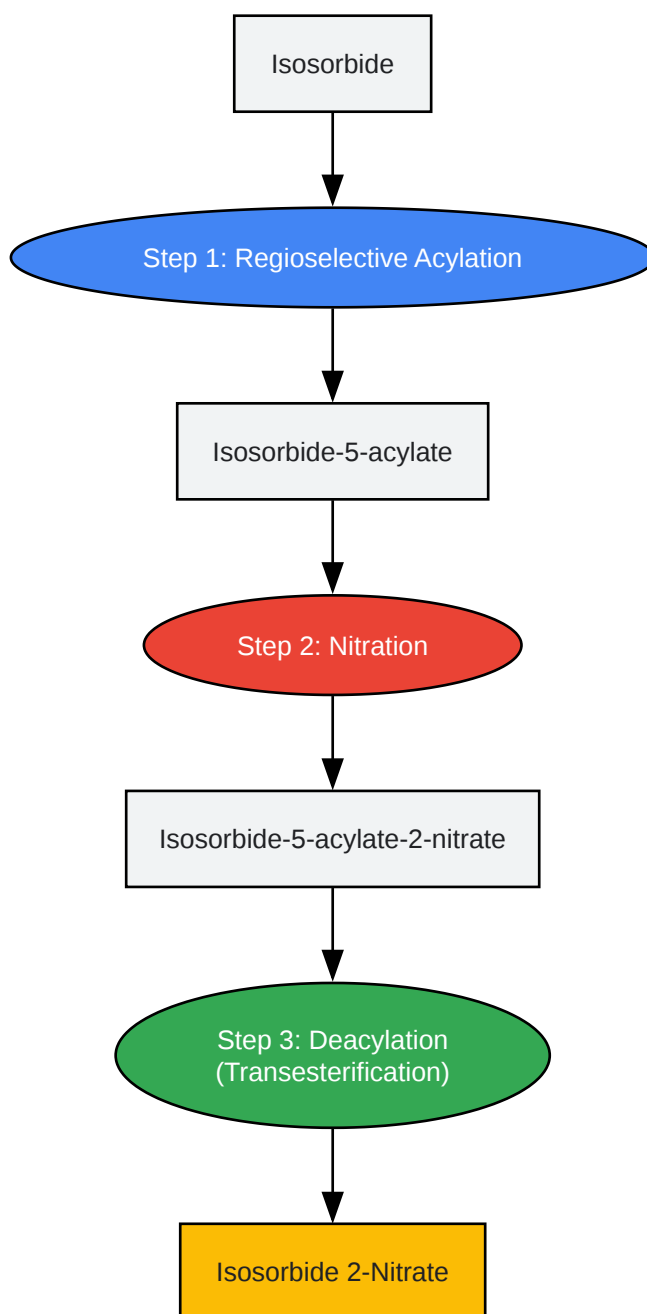 Isosorbide
Step 1: Regioselective Acylation
Isosorbide-5-acylate
Step 2: Nitration
Isosorbide-5-acylate-2-nitrate
Step 3: Deacylation
(Transesterification)
Isosorbide 2-Nitrate